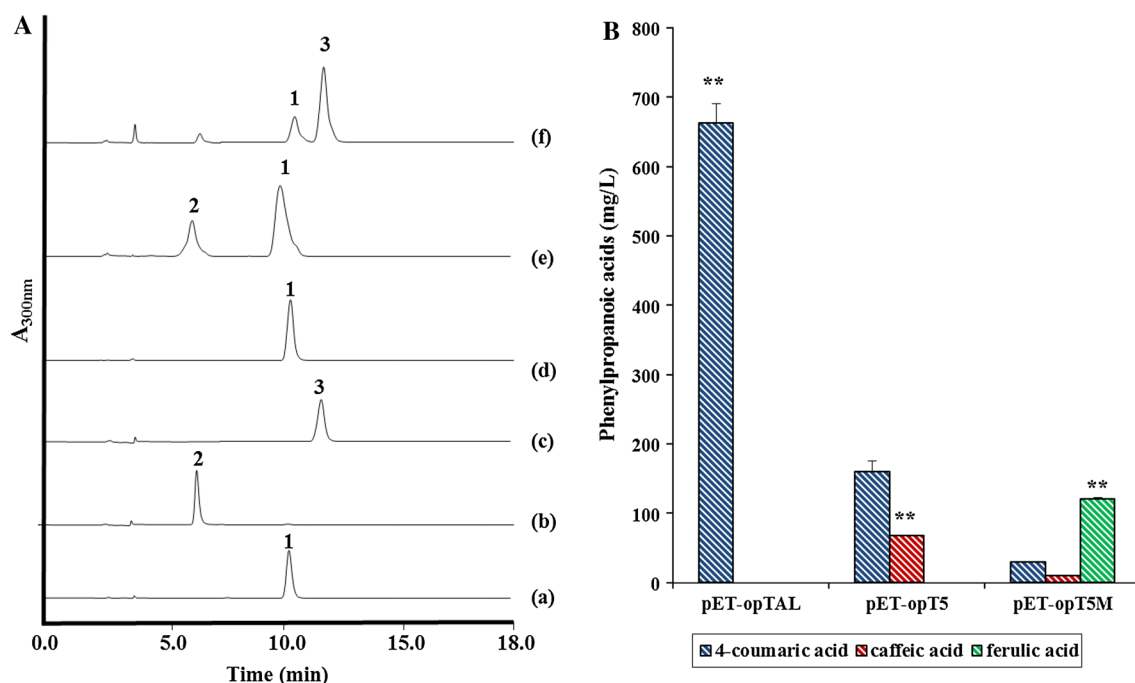 A
3
1
(f)
1
2
(e)
1
(d)
3
(c)
2
(b)
1
(a)
A300nm
0.0 5.0 10.0 15.0 18.0
Time (min)
B
800
700
600
500
400
300
200
100
0
Phenylpropanoic acids (mg/L)
**
**
**
pET-opTAL pET-opT5 pET-opT5M
4-coumaric acid caffeic acid ferulic acid